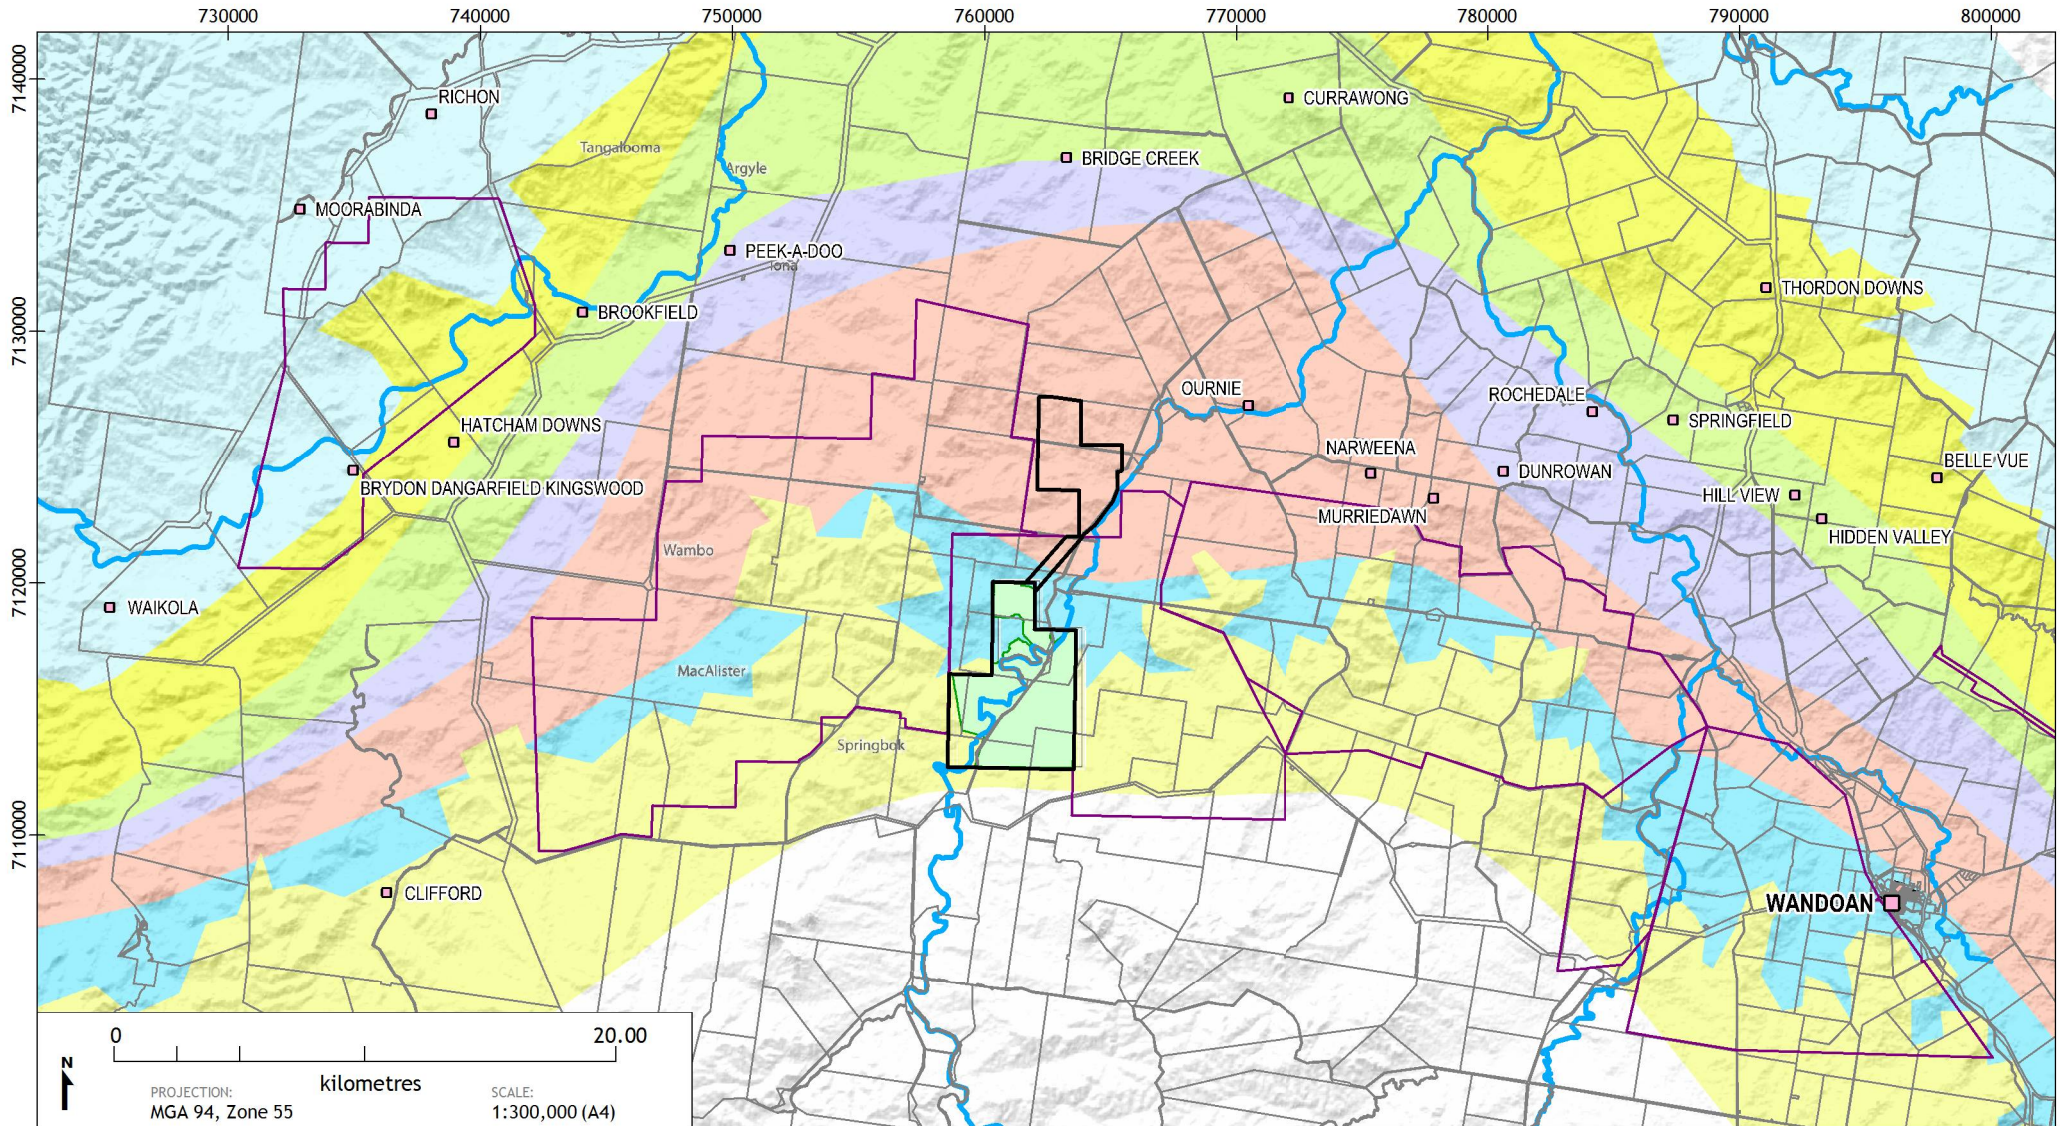 730000 740000 750000 760000 770000 780000 790000 800000
7140000
7130000
7120000
7110000
RICHON
CURRAWONG
Tangalooma
BRIDGE CREEK
Argyle
MOORABINDA
PEEK-A-DOO
Iona
THORDON DOWNS
BROOKFIELD
OURNIE
ROCHEDALE
HATCHAM DOWNS
SPRINGFIELD
NARWEENA
BELLE VUE
DUNROWAN
BRYDON DANGARFIELD KINGSWOOD
HILL VIEW
MURRIEDAWN
HIDDEN VALLEY
Wambo
WAIKOLA
MacAlister
Springbok
CLIFFORD
WANDOAN
0 20.00
kilometres
N
PROJECTION:
MGA 94, Zone 55
SCALE:
1:300,000 (A4)